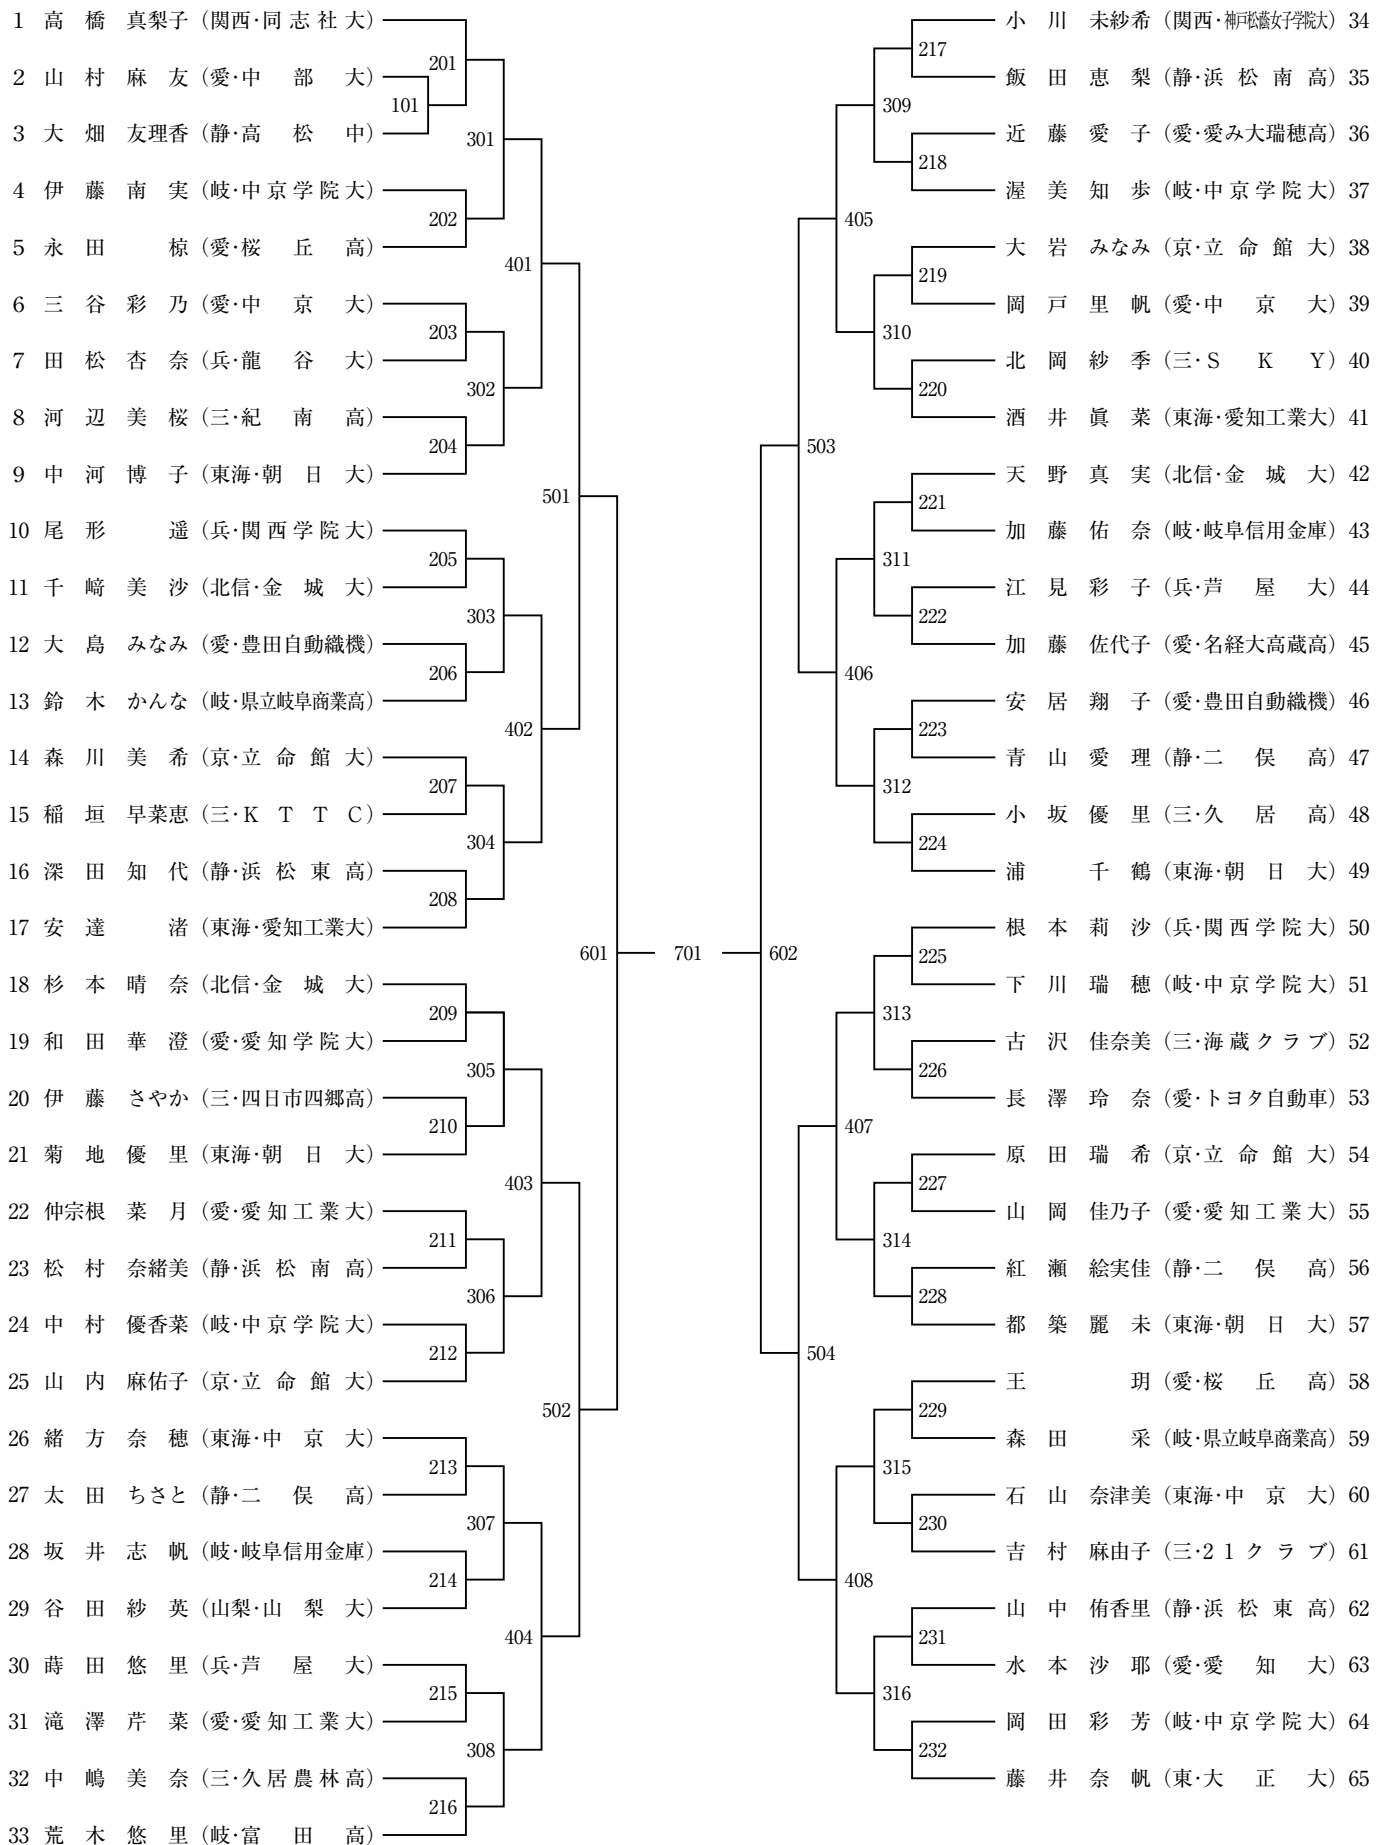 1 高橋 真梨子 (関西・同志社大)
2 山村麻友 (愛・中部大)
3 大畑 友理香 (静・高松中)
4 伊藤南実 (岐・中京学院大)
5 永田 椋 (愛・桜丘高)
6 三谷彩乃 (愛・中京大)
7 田松杏奈 (兵・龍谷大)
8 河辺美桜 (三・紀南高)
9 中河博子 (東海・朝日大)
10 尾形 遥 (兵・関西学院大)
11 千﨑美沙 (北信・金城大)
12 大島 みなみ (愛・豊田自動織機)
13 鈴木 かんな (岐・県立岐阜商業高)
14 森川美希 (京・立命館大)
15 稲垣 早菜恵 (三・KTTC)
16 深田知代 (静・浜松東高)
17 安達 渚 (東海・愛知工業大)
18 杉本晴奈 (北信・金城大)
19 和田華澄 (愛・愛知学院大)
20 伊藤 さやか (三・四日市四郷高)
21 菊地優里 (東海・朝日大)
22 仲宗根 菜月 (愛・愛知工業大)
23 松村 奈緒美 (静・浜松南高)
24 中村 優香菜 (岐・中京学院大)
25 山内 麻佑子 (京・立命館大)
26 緒方奈穂 (東海・中京大)
27 太田 ちさと (静・二俣高)
28 坂井志帆 (岐・岐阜信用金庫)
29 谷田紗英 (山梨・山梨大)
30 蒔田悠里 (兵・芦屋大)
31 滝澤芹菜 (愛・愛知工業大)
32 中嶋美奈 (三・久居農林高)
33 荒木悠里 (岐・富田高)
101
201
202
203
204
205
206
207
208
209
210
211
212
213
214
215
216
301
302
303
304
305
306
307
308
401
402
403
404
501
502
601
701
602
503
504
405
406
407
408
309
310
311
312
313
314
315
316
217
218
219
220
221
222
223
224
225
226
227
228
229
230
231
232
小川 未紗希 (関西・神戸松蔭女子学院大) 34
飯田恵梨 (静・浜松南高) 35
近藤愛子 (愛・愛み大瑞穂高) 36
渥美知歩 (岐・中京学院大) 37
大岩 みなみ (京・立命館大) 38
岡戸里帆 (愛・中京大) 39
北岡紗季 (三・SKY) 40
酒井眞菜 (東海・愛知工業大) 41
天野真実 (北信・金城大) 42
加藤佑奈 (岐・岐阜信用金庫) 43
江見彩子 (兵・芦屋大) 44
加藤 佐代子 (愛・名経大高蔵高) 45
安居翔子 (愛・豊田自動織機) 46
青山愛理 (静・二俣高) 47
小坂優里 (三・久居高) 48
浦 千鶴 (東海・朝日大) 49
根本莉沙 (兵・関西学院大) 50
下川瑞穂 (岐・中京学院大) 51
古沢 佳奈美 (三・海蔵クラブ) 52
長澤玲奈 (愛・トヨタ自動車) 53
原田瑞希 (京・立命館大) 54
山岡 佳乃子 (愛・愛知工業大) 55
紅瀬 絵実佳 (静・二俣高) 56
都築麗未 (東海・朝日大) 57
王 玥 (愛・桜丘高) 58
森田 采 (岐・県立岐阜商業高) 59
石山 奈津美 (東海・中京大) 60
吉村 麻由子 (三・21クラブ) 61
山中 侑香里 (静・浜松東高) 62
水本沙耶 (愛・愛知大) 63
岡田彩芳 (岐・中京学院大) 64
藤井奈帆 (東・大正大) 65